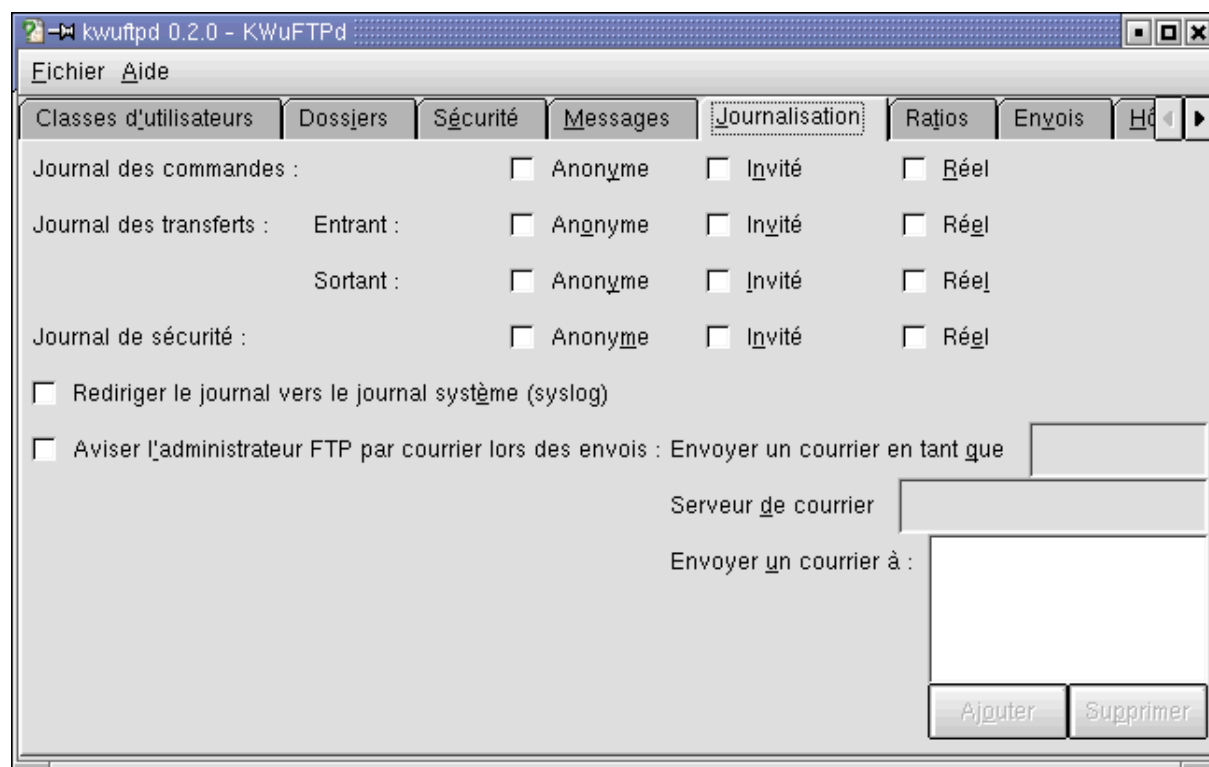 kwuftpd 0.2.0 - KWuFTPd
Fichier Aide
Classes d'utilisateurs Dossiers Sécurité Messages Journalisation Ratios Envois Hô
Journal des commandes : Anonyme Invité Réel
Journal des transferts : Entrant : Anonyme Invité Réel
Sortant : Anonyme Invité Réel
Journal de sécurité : Anonyme Invité Réel
Rediriger le journal vers le journal système (syslog)
Aviser l'administrateur FTP par courrier lors des envois : Envoyer un courrier en tant que
Serveur de courrier
Envoyer un courrier à :
Ajouter Supprimer